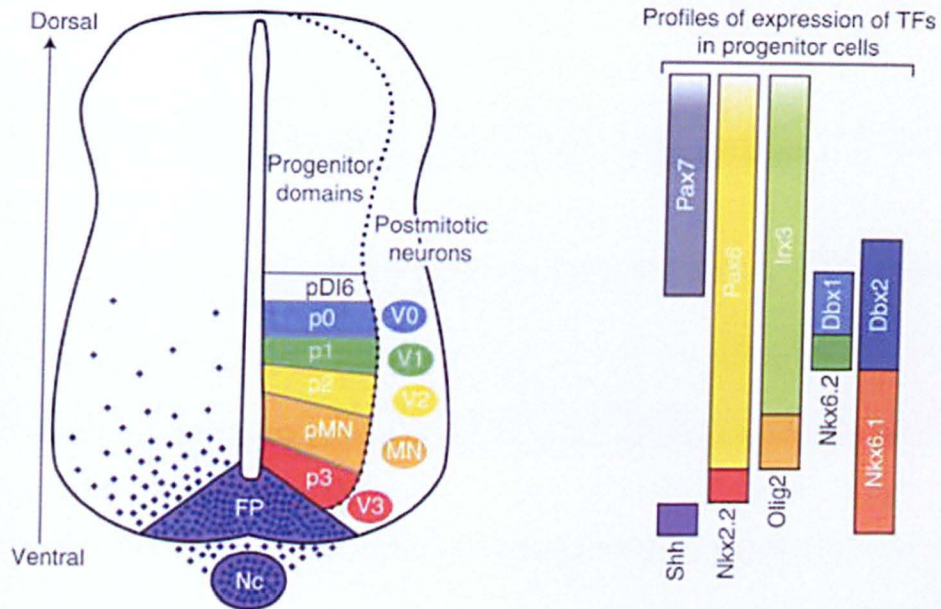 Dorsal
Ventral
Progenitor
domains
Postmitotic
neurons
pDI6
p0
p1
p2
pMN
p3
FP
Nc
V0
V1
V2
MN
V3
Profiles of expression of TFs
in progenitor cells
Pax7
Pax6
Irx3
Dbx1
Dbx2
Nkx6.2
Nkx6.1
Olig2
Nkx2.2
Shh